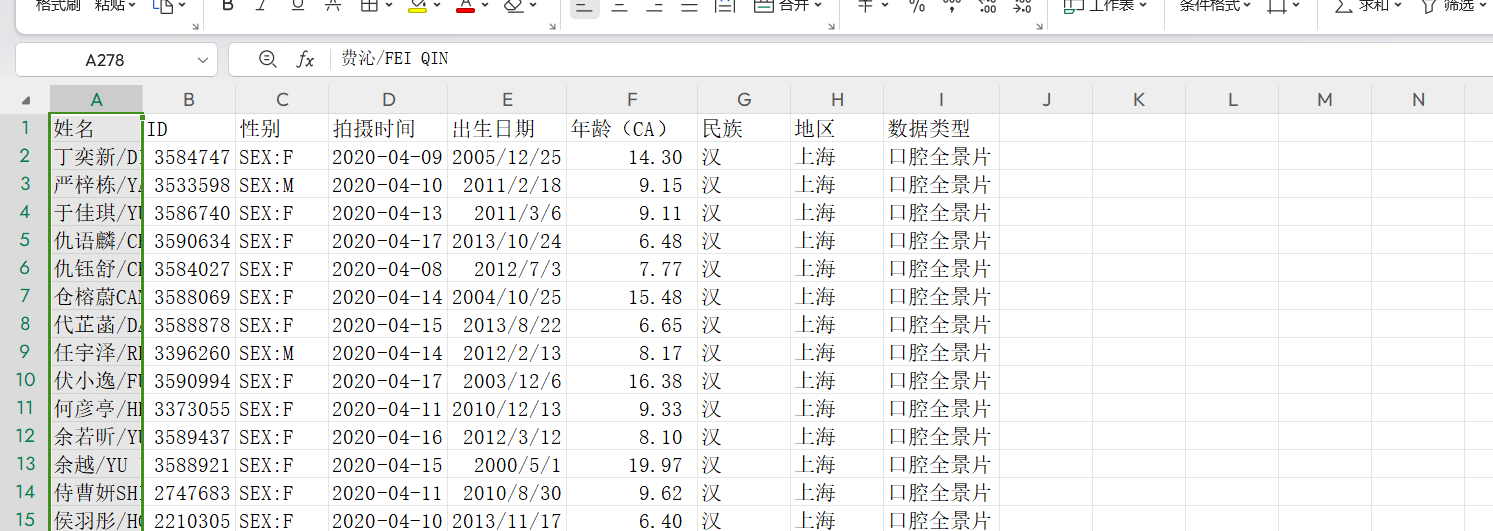 格式刷 粘贴 B I U A 合并 % 工作表 条件格式 求和 筛选
A278 fx 费沁/FEI QIN
A B C D E F G H I J K L M N
1 姓名 ID 性别 拍摄时间 出生日期 年龄（CA） 民族 地区 数据类型
2 丁奕新/D 3584747 SEX:F 2020-04-09 2005/12/25 14.30 汉 上海 口腔全景片
3 严梓栋/YA 3533598 SEX:M 2020-04-10 2011/2/18 9.15 汉 上海 口腔全景片
4 于佳琪/YU 3586740 SEX:F 2020-04-13 2011/3/6 9.11 汉 上海 口腔全景片
5 仇语麟/CH 3590634 SEX:F 2020-04-17 2013/10/24 6.48 汉 上海 口腔全景片
6 仇钰舒/CH 3584027 SEX:F 2020-04-08 2012/7/3 7.77 汉 上海 口腔全景片
7 仓榕蔚CAN 3588069 SEX:F 2020-04-14 2004/10/25 15.48 汉 上海 口腔全景片
8 代芷菡/DA 3588878 SEX:F 2020-04-15 2013/8/22 6.65 汉 上海 口腔全景片
9 任宇泽/RE 3396260 SEX:M 2020-04-14 2012/2/13 8.17 汉 上海 口腔全景片
10 伏小逸/FU 3590994 SEX:F 2020-04-17 2003/12/6 16.38 汉 上海 口腔全景片
11 何彦亭/HE 3373055 SEX:F 2020-04-11 2010/12/13 9.33 汉 上海 口腔全景片
12 余若昕/YU 3589437 SEX:F 2020-04-16 2012/3/12 8.10 汉 上海 口腔全景片
13 余越/YU 3588921 SEX:F 2020-04-15 2000/5/1 19.97 汉 上海 口腔全景片
14 侍曹妍SHI 2747683 SEX:F 2020-04-11 2010/8/30 9.62 汉 上海 口腔全景片
15 侯羽彤/HO 2210305 SEX:F 2020-04-10 2013/11/17 6.40 汉 上海 口腔全景片